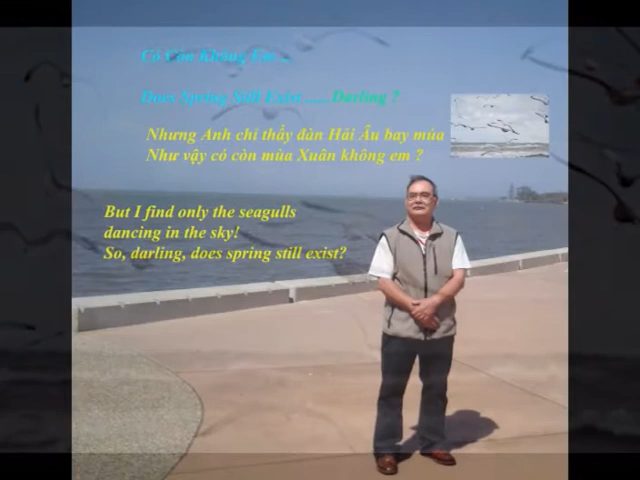 Có Còn Không Em ...
Does Spring Still Exist ..... Darling ?
Nhưng Anh chỉ thấy đàn Hải Âu bay múa
Như vậy có còn mùa Xuân không em ?
But I find only the seagulls
dancing in the sky!
So, darling, does spring still exist?